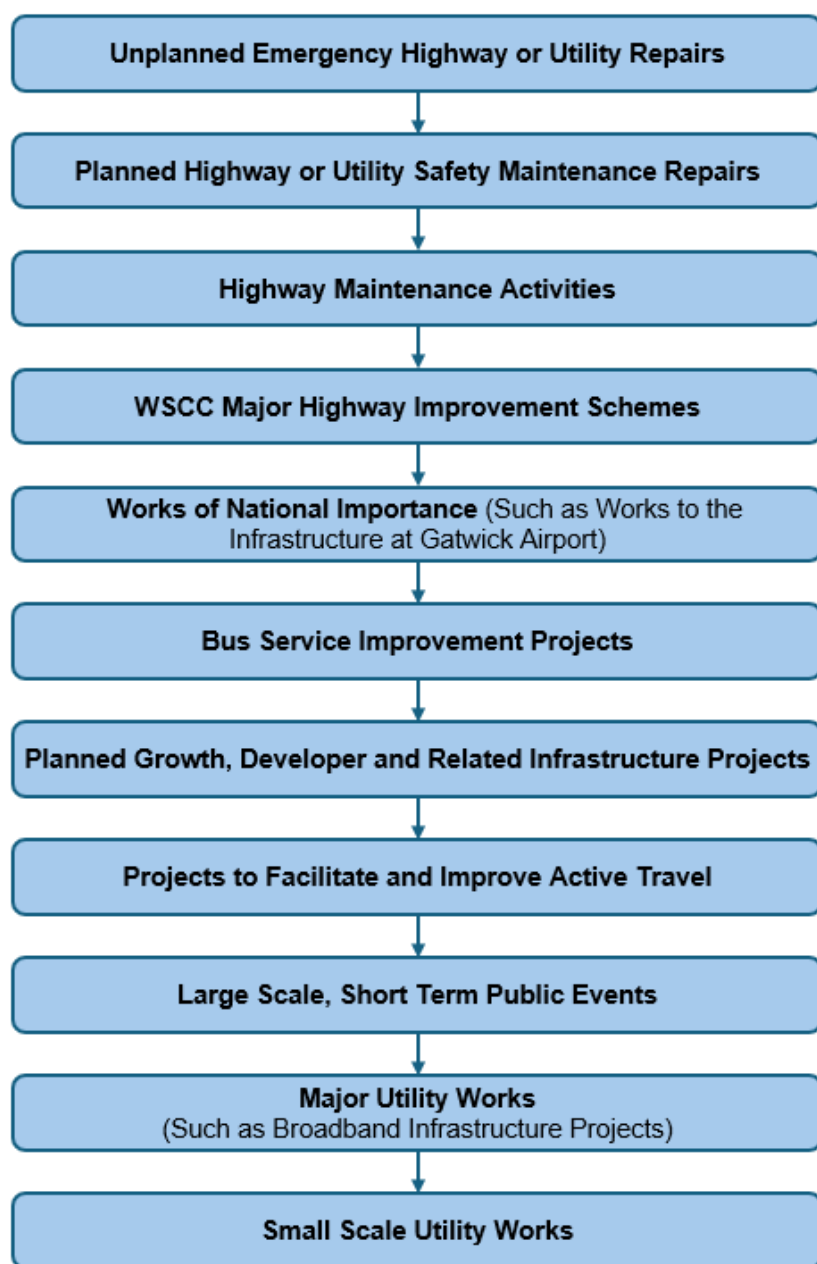 Unplanned Emergency Highway or Utility Repairs
Planned Highway or Utility Safety Maintenance Repairs
Highway Maintenance Activities
WSCC Major Highway Improvement Schemes
Works of National Importance (Such as Works to the
Infrastructure at Gatwick Airport)
Bus Service Improvement Projects
Planned Growth, Developer and Related Infrastructure Projects
Projects to Facilitate and Improve Active Travel
Large Scale, Short Term Public Events
Major Utility Works
(Such as Broadband Infrastructure Projects)
Small Scale Utility Works